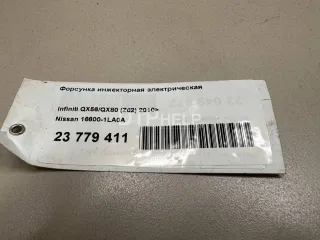 Форсунка инжекторная электрическая
Infiniti QX56/QX80 (Z62) 2010>
Nissan 16600-1LA0A
23 779 411